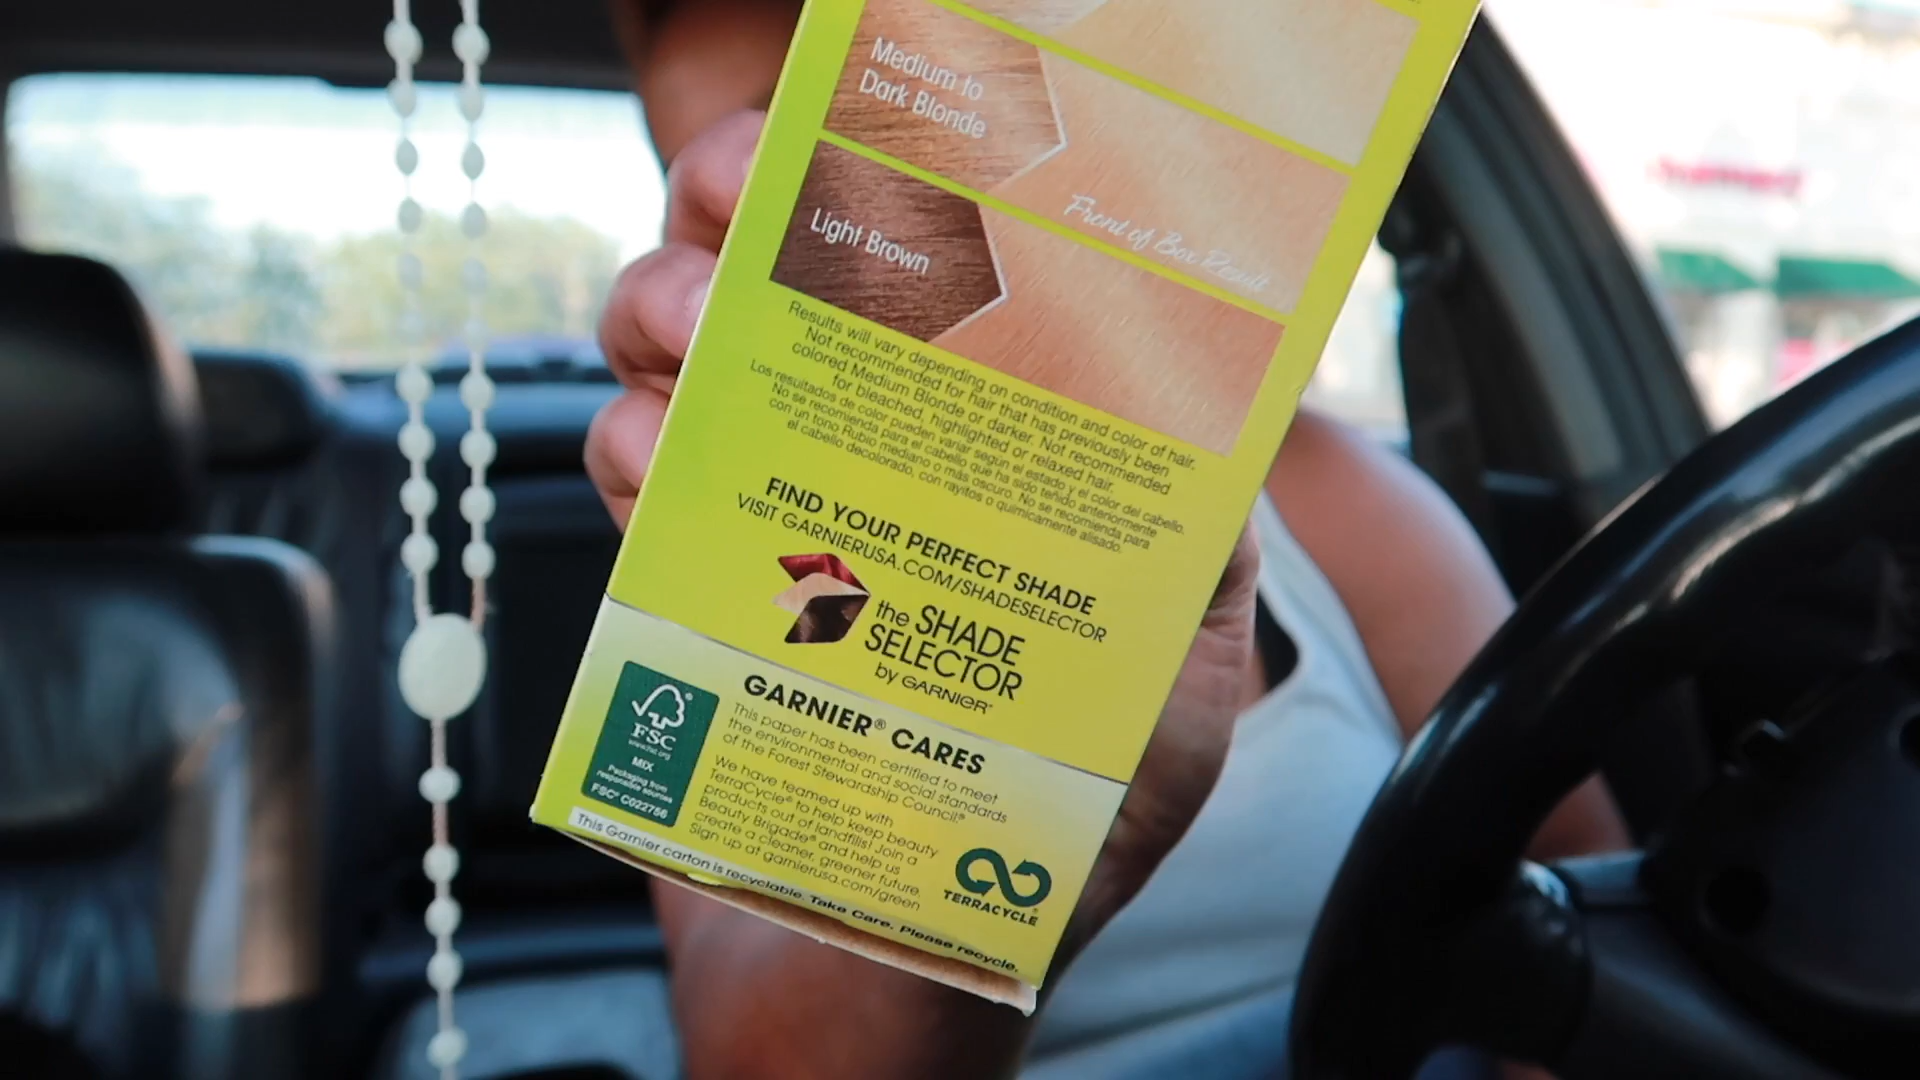 Medium to
Dark Blonde
Front of Box Result
Light Brown
Results will vary depending on condition and color of hair.
Not recommended for hair that has previously been
colored Medium Blonde or darker. Not recommended
for bleached, highlighted or relaxed hair.
Los resultados de color pueden variar según el estado y el color del cabello.
No se recomienda para el cabello que ha sido teñido anteriormente
con un tono Rubio mediano o más oscuro. No se recomienda para
el cabello decolorado, con rayitos o químicamente alisado.
FIND YOUR PERFECT SHADE
VISIT GARNIERUSA.COM/SHADESELECTOR
the SHADE
SELECTOR
by GARNIER
GARNIER® CARES
This paper has been certified to meet
the environmental and social standards
of the Forest Stewardship Council®
We have teamed up with
TerraCycle® to help keep beauty
products out of landfills! Join a
Beauty Brigade® and help us
create a cleaner, greener future.
Sign up at garnierusa.com/green
FSC
www.fsc.org
MIX
Packaging from
responsible sources
FSC® C022756
TERRACYCLE
This Garnier carton is recyclable. Take Care. Please recycle.